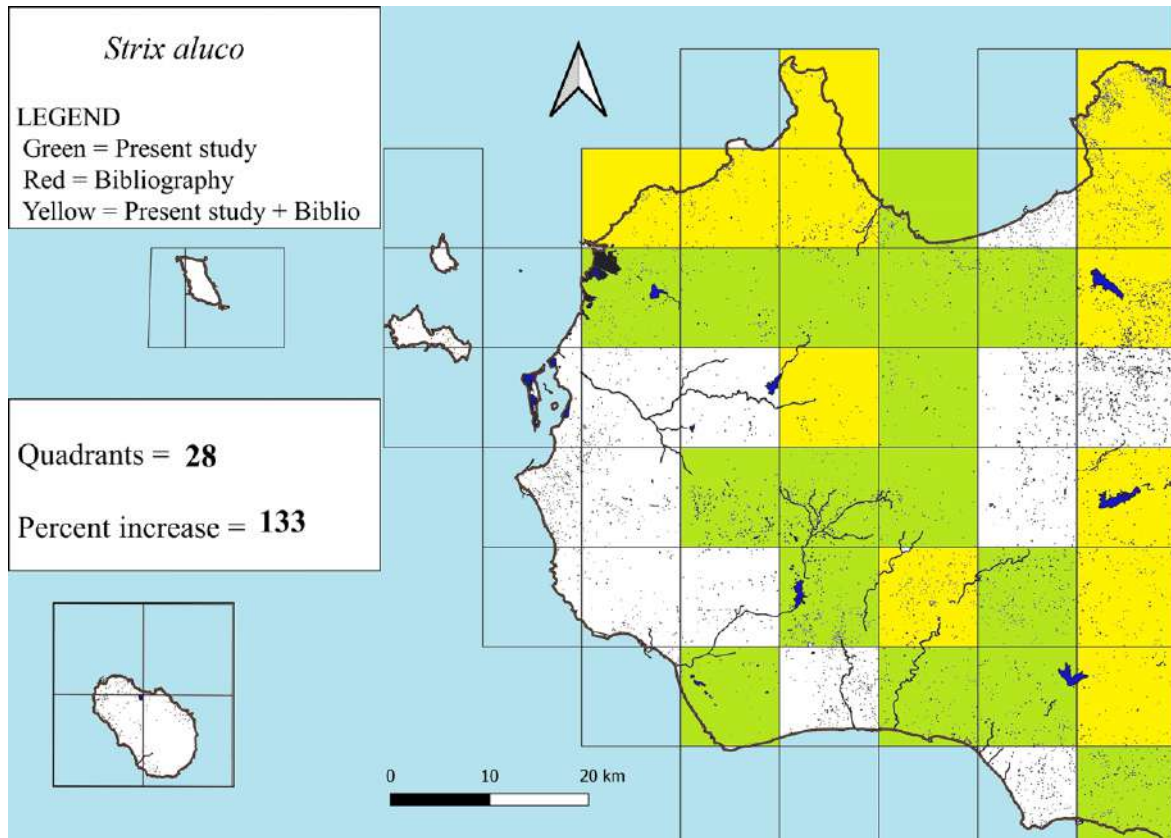 Strix aluco
LEGEND
Green = Present study
Red = Bibliography
Yellow = Present study + Biblio
Quadrants = 28
Percent increase = 133
0 10 20 km